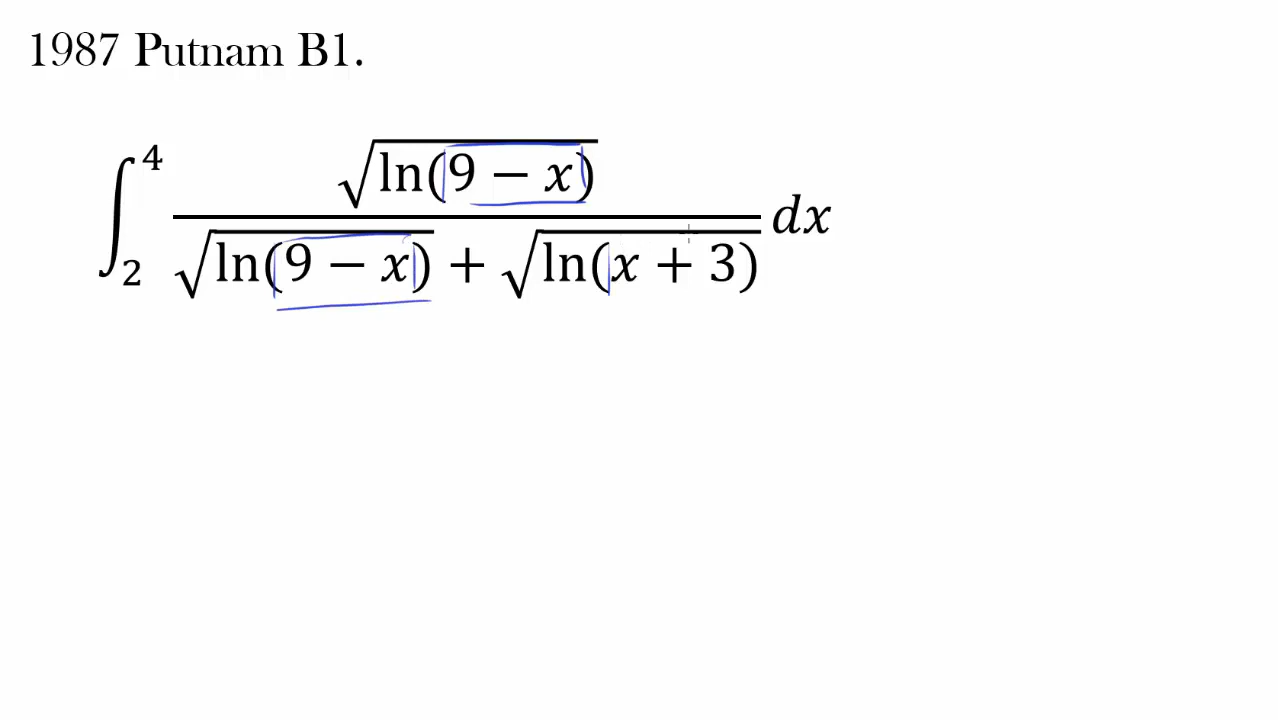 1987 Putnam B1.
∫₂⁴ √ln(9 − x) / (√ln(9 − x) + √ln(x + 3)) dx